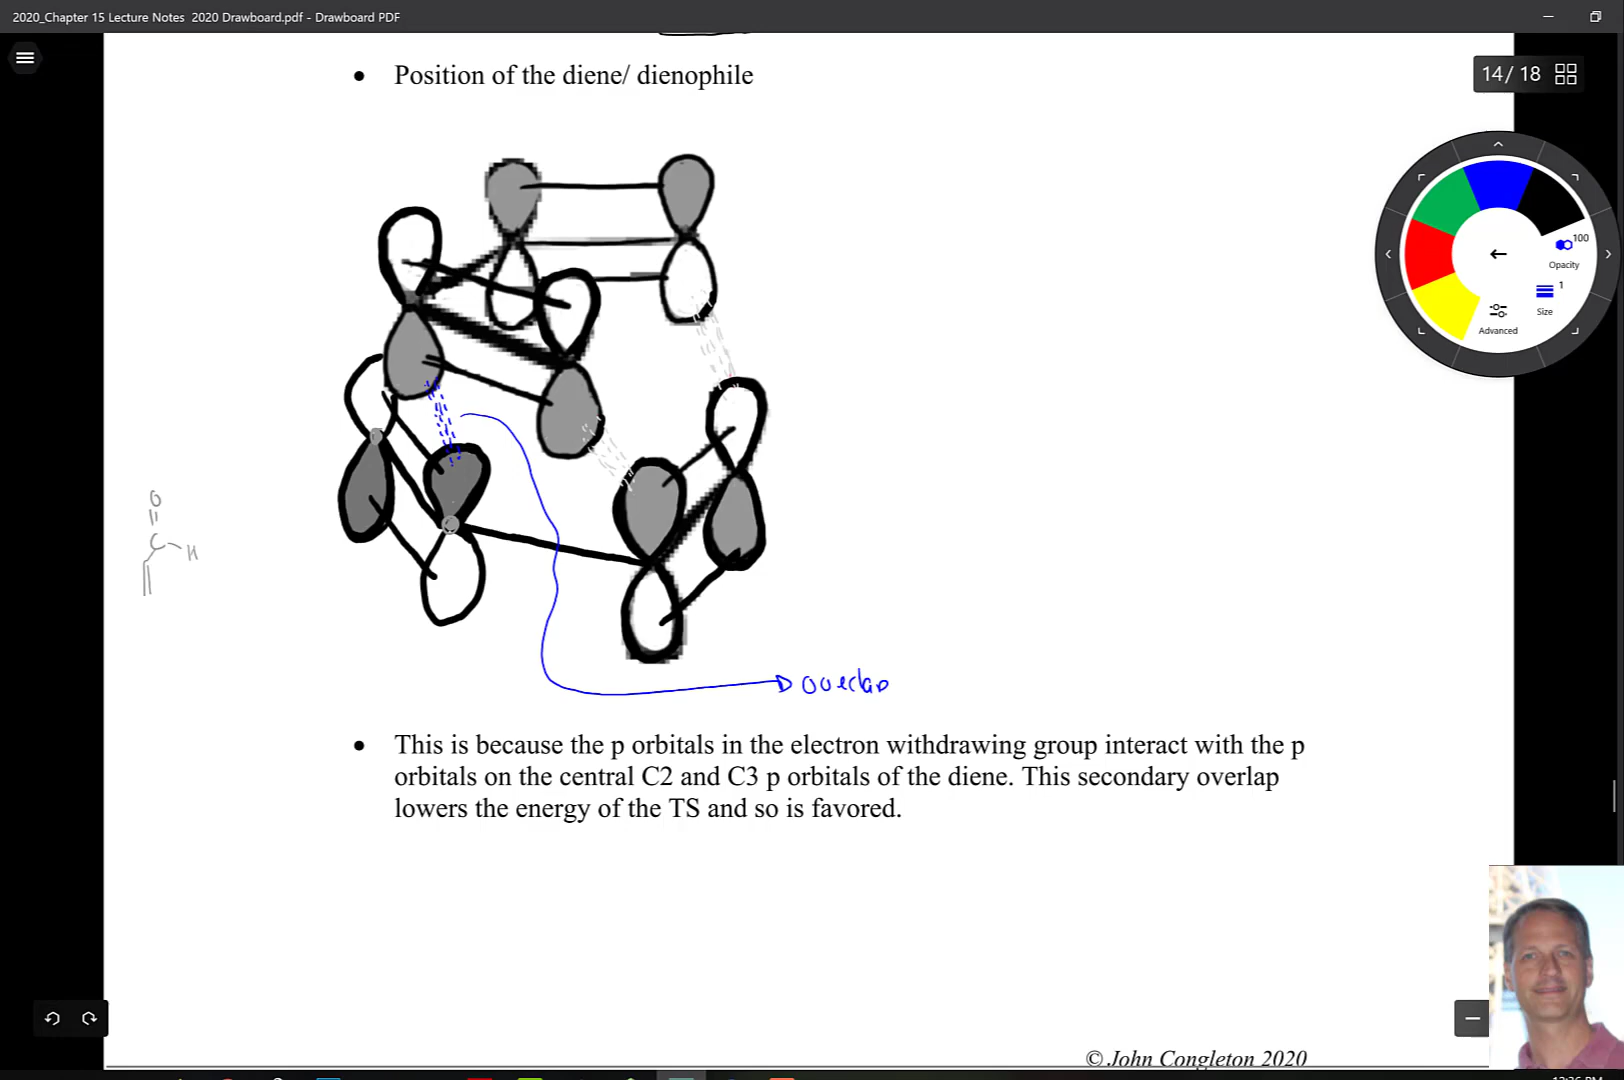 2020_Chapter 15 Lecture Notes 2020 Drawboard.pdf - Drawboard PDF
14/ 18
• Position of the diene/ dienophile
100
Opacity
1
Size
Advanced
O
C H
overlap
• This is because the p orbitals in the electron withdrawing group interact with the p
orbitals on the central C2 and C3 p orbitals of the diene. This secondary overlap
lowers the energy of the TS and so is favored.
© John Congleton 2020